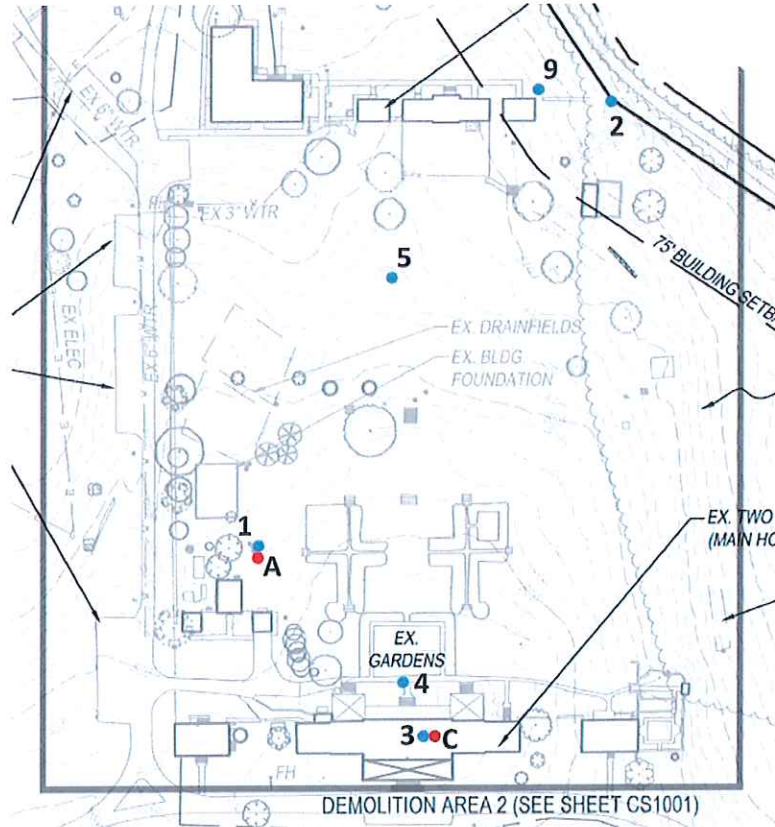 9
2
EX 6" WTR
EX 3" WTR
5
75' BUILDING SETB
EX ELEC
EX 6" WTR
EX. DRAINFIELDS
EX. BLDG
FOUNDATION
1
A
EX. TWO
(MAIN HO
EX.
GARDENS
4
3
C
FH
DEMOLITION AREA 2 (SEE SHEET CS1001)